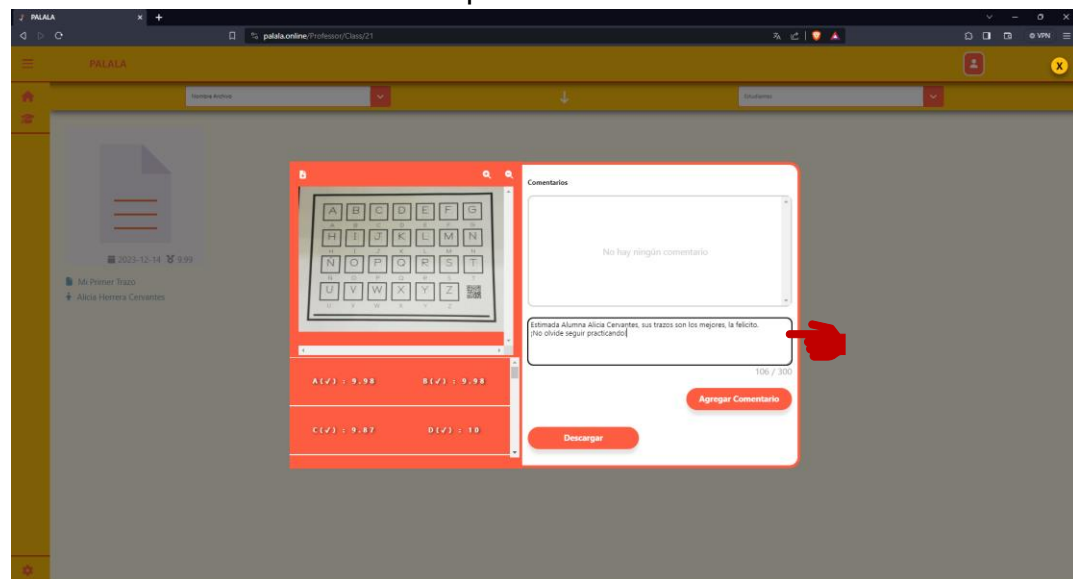 PALALA
palala.online/Professor/Class/21
VPN
PALALA
X
Nombre Archivo
Estudiantes
2023-12-14 9.99
Mi Primer Trazo
Alicia Herrera Cervantes
A B C D E F G
H I J K L M N
Ñ O P Q R S T
U V W X Y Z
A(✓) : 9.98 B(✓) : 9.98
C(✓) : 9.87 D(✓) : 10
Comentarios
No hay ningún comentario
Estimada Alumna Alicia Cervantes, sus trazos son los mejores, la felicito.
¡No olvide seguir practicando!
106 / 300
Agregar Comentario
Descargar